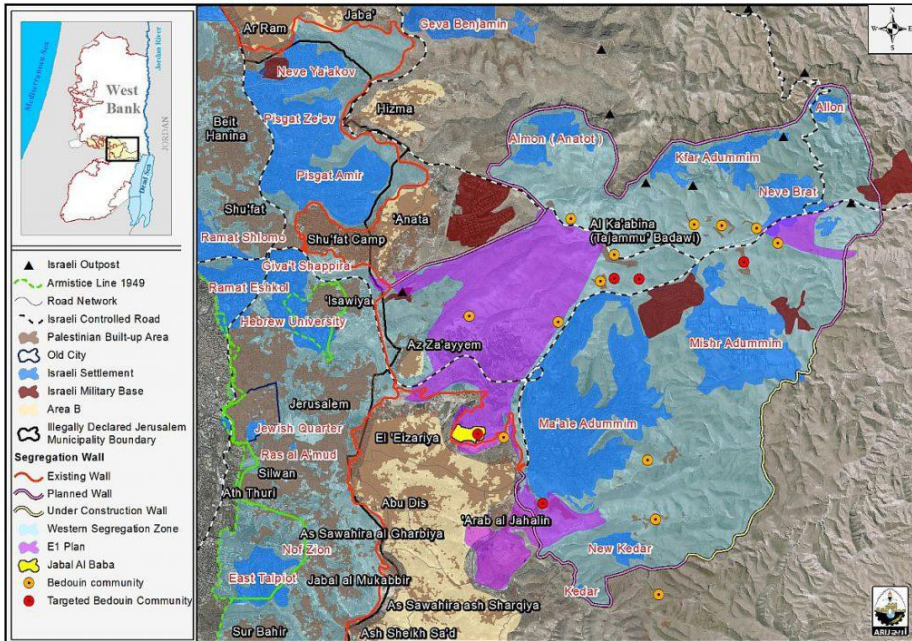 Mediterranean Sea
West
Bank
Jordan River
JORDAN
Dead Sea
Israeli Outpost
Armistice Line 1949
Road Network
Israeli Controlled Road
Palestinian Built-up Area
Old City
Israeli Settlement
Israeli Military Base
Area B
Illegally Declared Jerusalem
Municipality Boundary
Segregation Wall
Existing Wall
Planned Wall
Under Construction Wall
Western Segregation Zone
E1 Plan
Jabal Al Baba
Bedouin community
Targeted Bedouin Community
N
W
E
S
Jaba'
Ar Ram
Geva Benjamin
Neve Ya'akov
Hizma
Pisgat Ze'ev
Beit
Hanina
Allon
Almon ( Anatot )
Kfar Adummim
Pisgat Amir
Neve Brat
Shu'fat
'Anata
Al Ka'abina
(Tajammu' Badawi)
Ramat Shlomo
Shu'fat Camp
Giva't Shappira
Ramat Eshkol
'Isawiya
Hebrew University
Az Za'ayyem
Mishr Adummim
Jerusalem
Jewish Quarter
El 'Eizariya
Ma'ale Adummim
Ras al A'mud
Silwan
Ath Thuri
Abu Dis
'Arab al Jahalin
As Sawahira al Gharbiya
Nof Zion
New Kedar
East Talpiot
Jabal al Mukabbir
Kedar
As Sawahira ash Sharqiya
Sur Bahir
Ash Sheikh Sa'd
ARIJ أريج